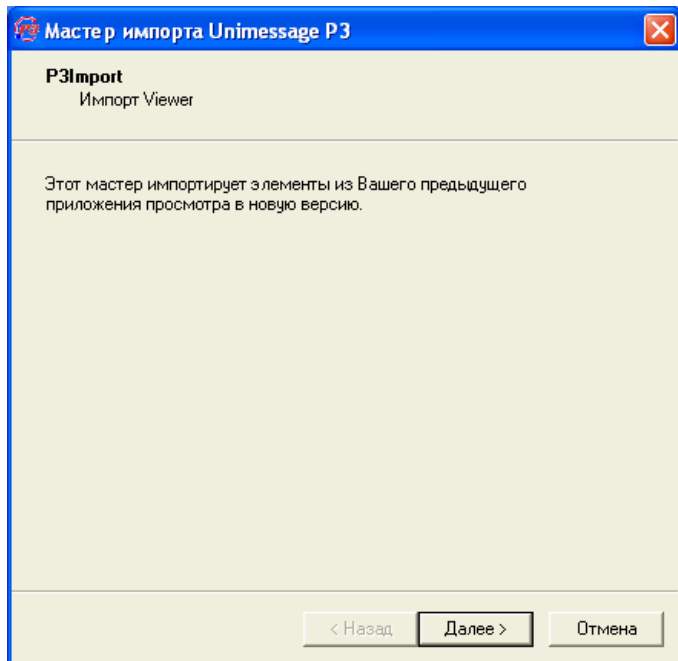 Мастер импорта Unimessage P3
P3Import
Импорт Viewer
Этот мастер импортирует элементы из Вашего предыдущего
приложения просмотра в новую версию.
< Назад Далее > Отмена